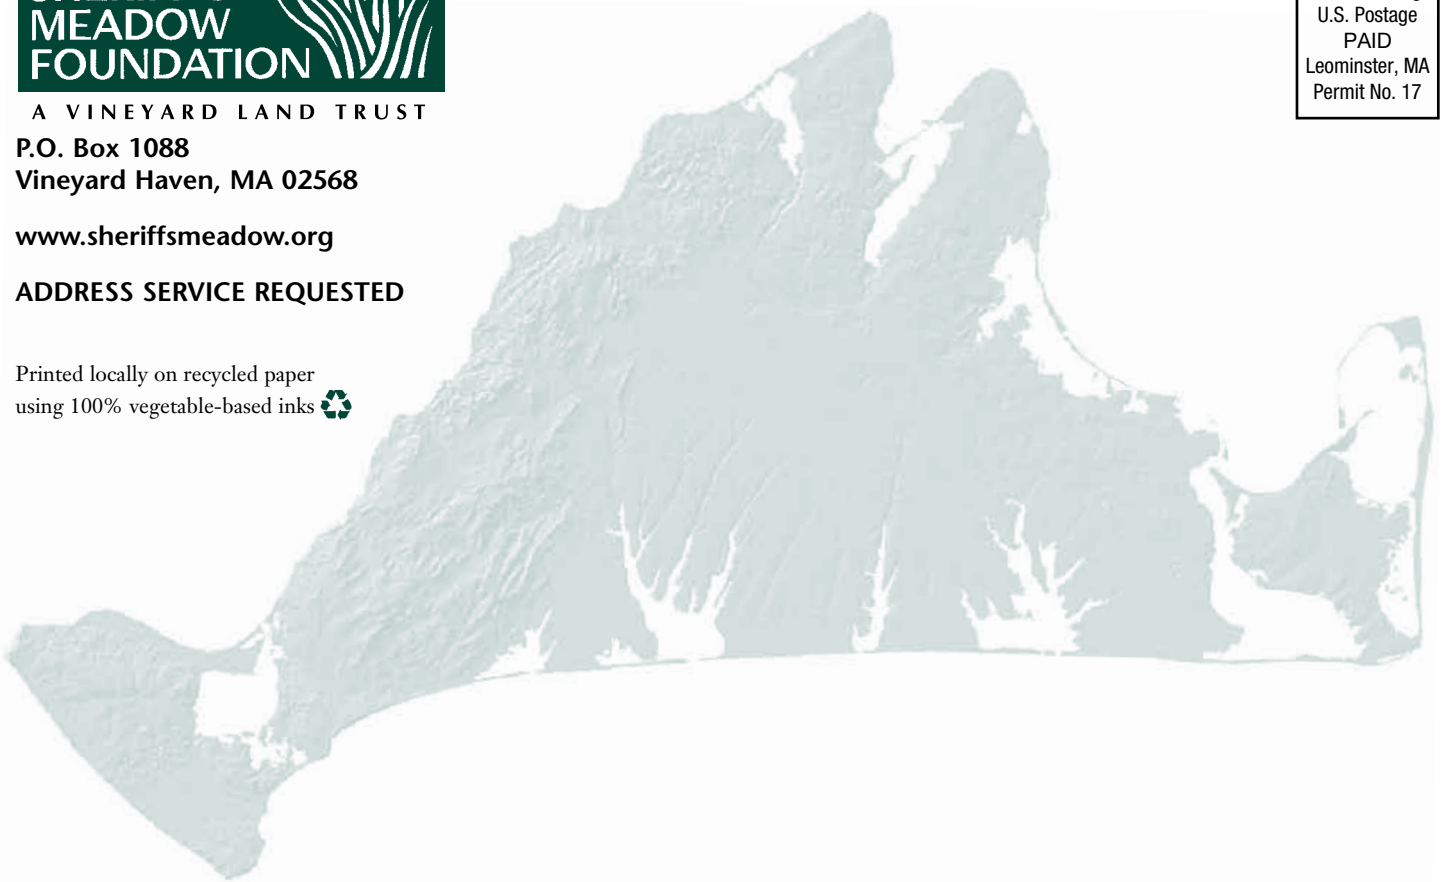 MEADOW
FOUNDATION
A VINEYARD LAND TRUST
P.O. Box 1088
Vineyard Haven, MA 02568
www.sheriffsmeadow.org
ADDRESS SERVICE REQUESTED
Printed locally on recycled paper
using 100% vegetable-based inks
U.S. Postage
PAID
Leominster, MA
Permit No. 17